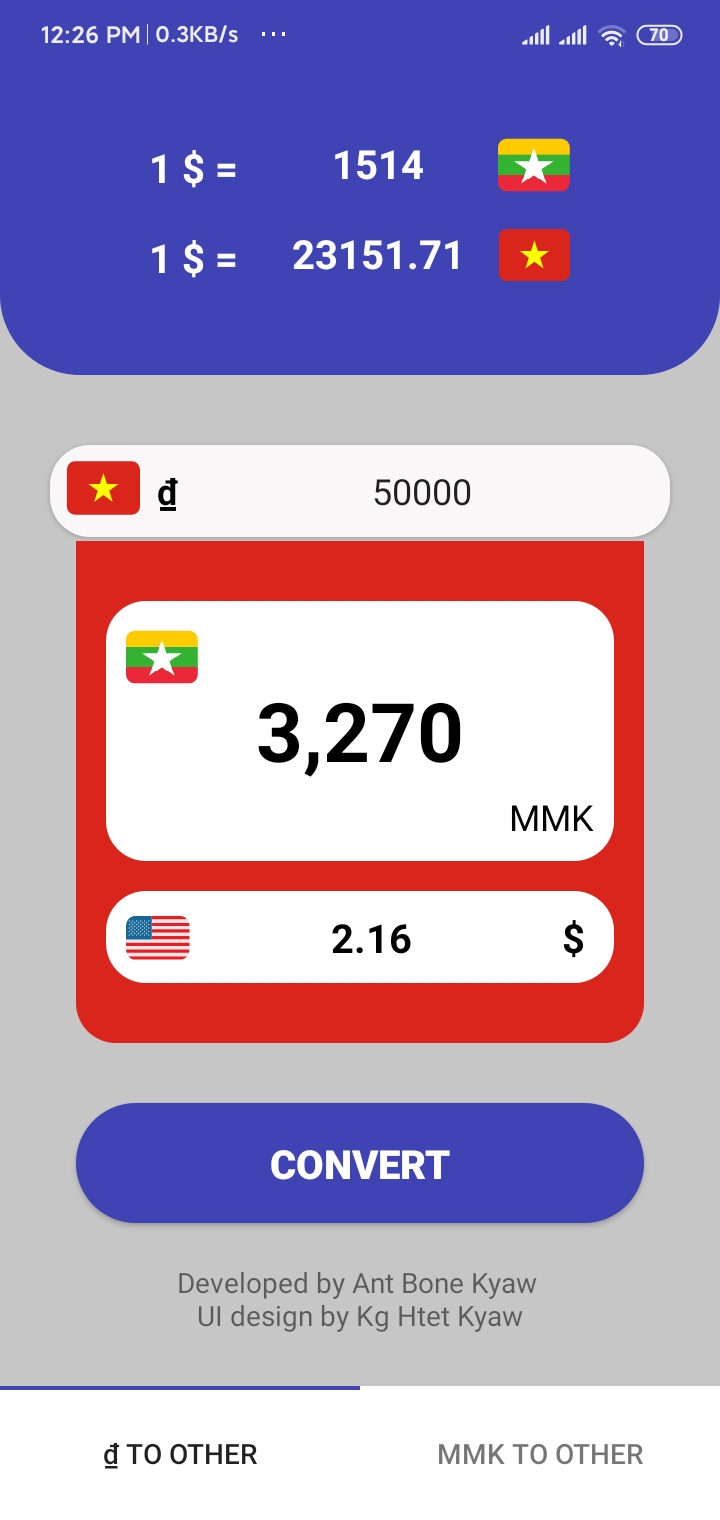 12:26 PM 0.3KB/s ... 70
1 $ = 1514
1 $ = 23151.71
₫ 50000
3,270
MMK
2.16 $
CONVERT
Developed by Ant Bone Kyaw
UI design by Kg Htet Kyaw
₫ TO OTHER MMK TO OTHER